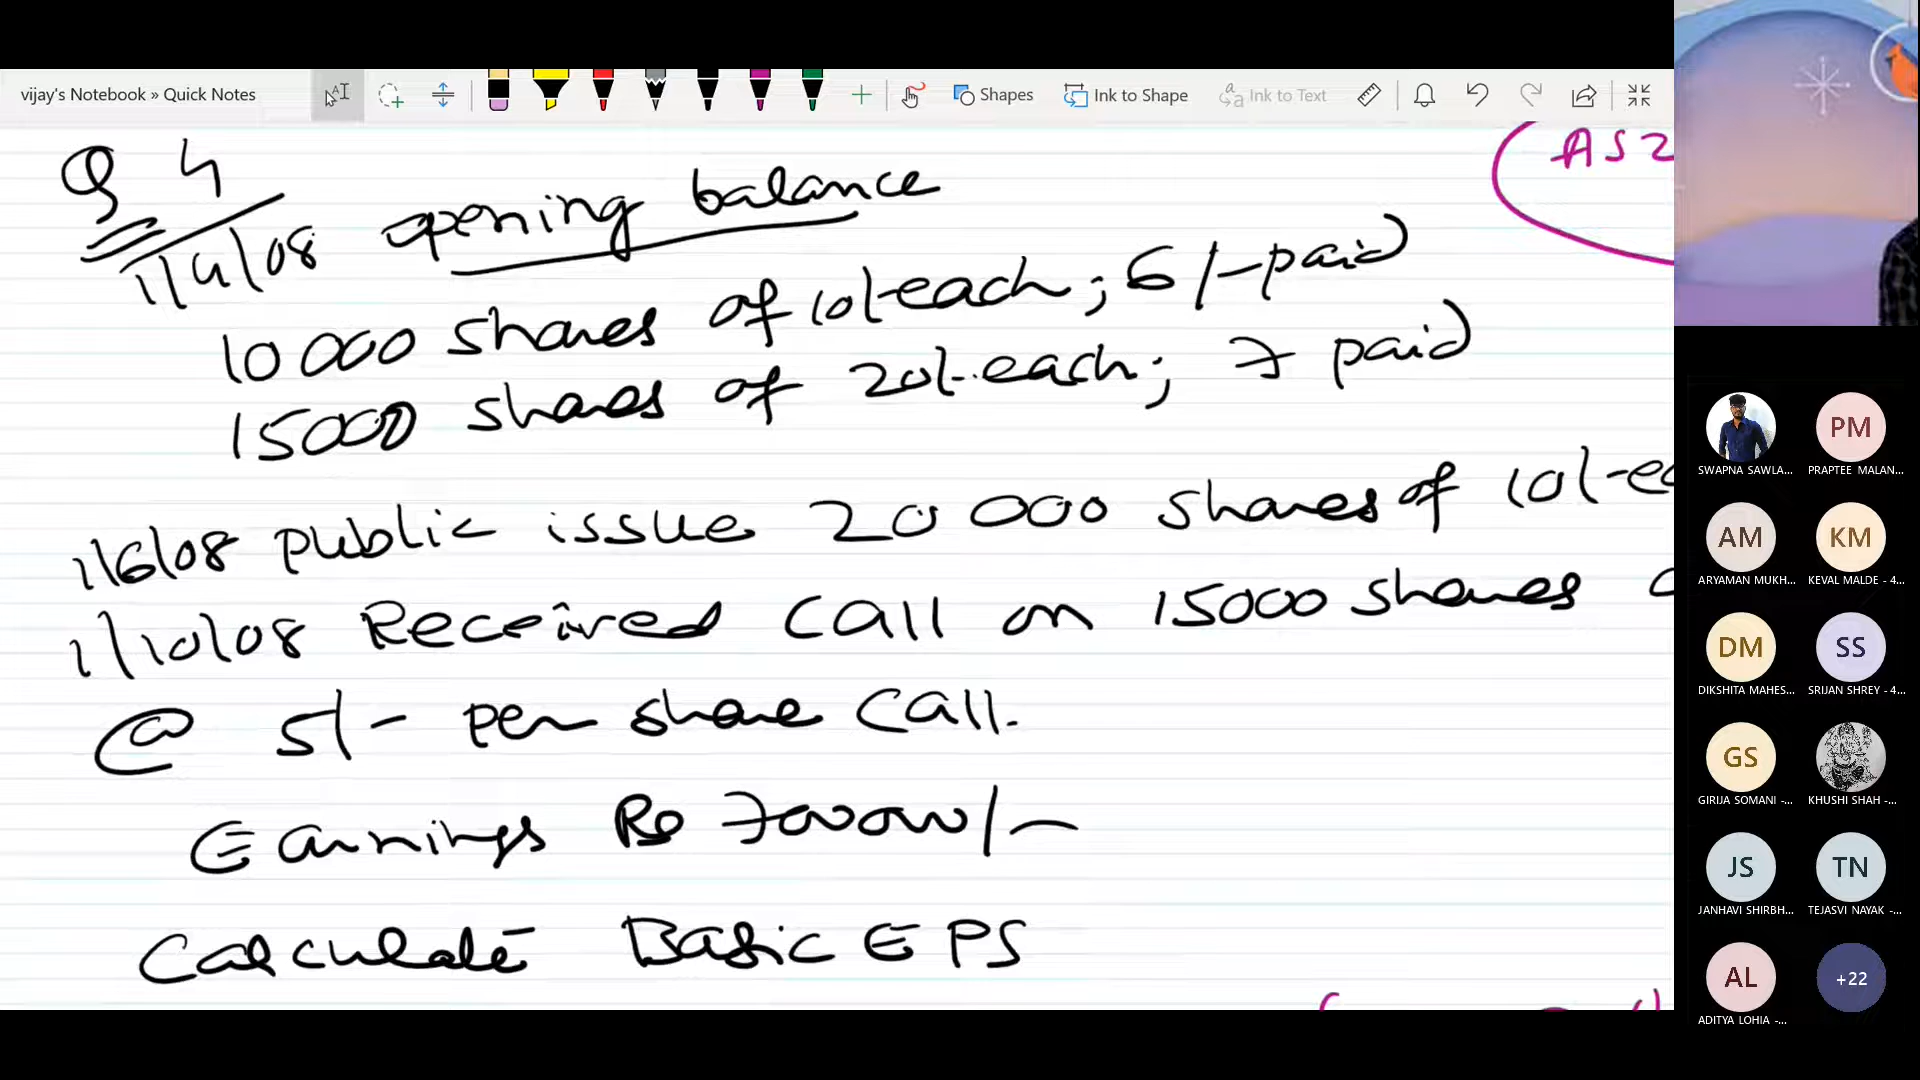 vijay's Notebook » Quick Notes
Shapes
Ink to Shape
Ink to Text
AS 2
Q 4
1/4/08 opening balance
10000 shares of 10/-each; 6/-paid
15000 shares of 20/-each; 7 paid
1/6/08 public issue 20000 shares of 10/-ea
1/10/08 Received call on 15000 shares
@ 5/- per share call.
Earnings Rs
Calculate Basic EPS
SWAPNA SAWLA...
PM
PRAPTEE MALAN...
AM
ARYAMAN MUKH...
KM
KEVAL MALDE - 4...
DM
DIKSHITA MAHES...
SS
SRIJAN SHREY - 4...
GS
GIRIJA SOMANI -...
KHUSHI SHAH -...
JS
JANHAVI SHIRBH...
TN
TEJASVI NAYAK -...
AL
ADITYA LOHIA -...
+22